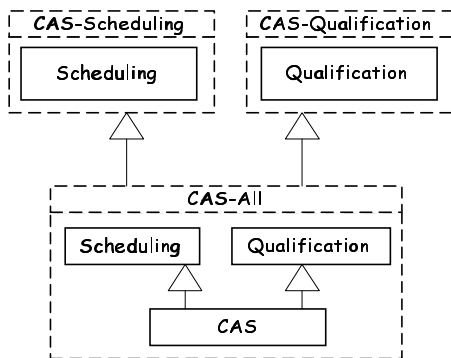 CAS-Scheduling
CAS-Qualification
Scheduling
Qualification
CAS-All
Scheduling
Qualification
CAS